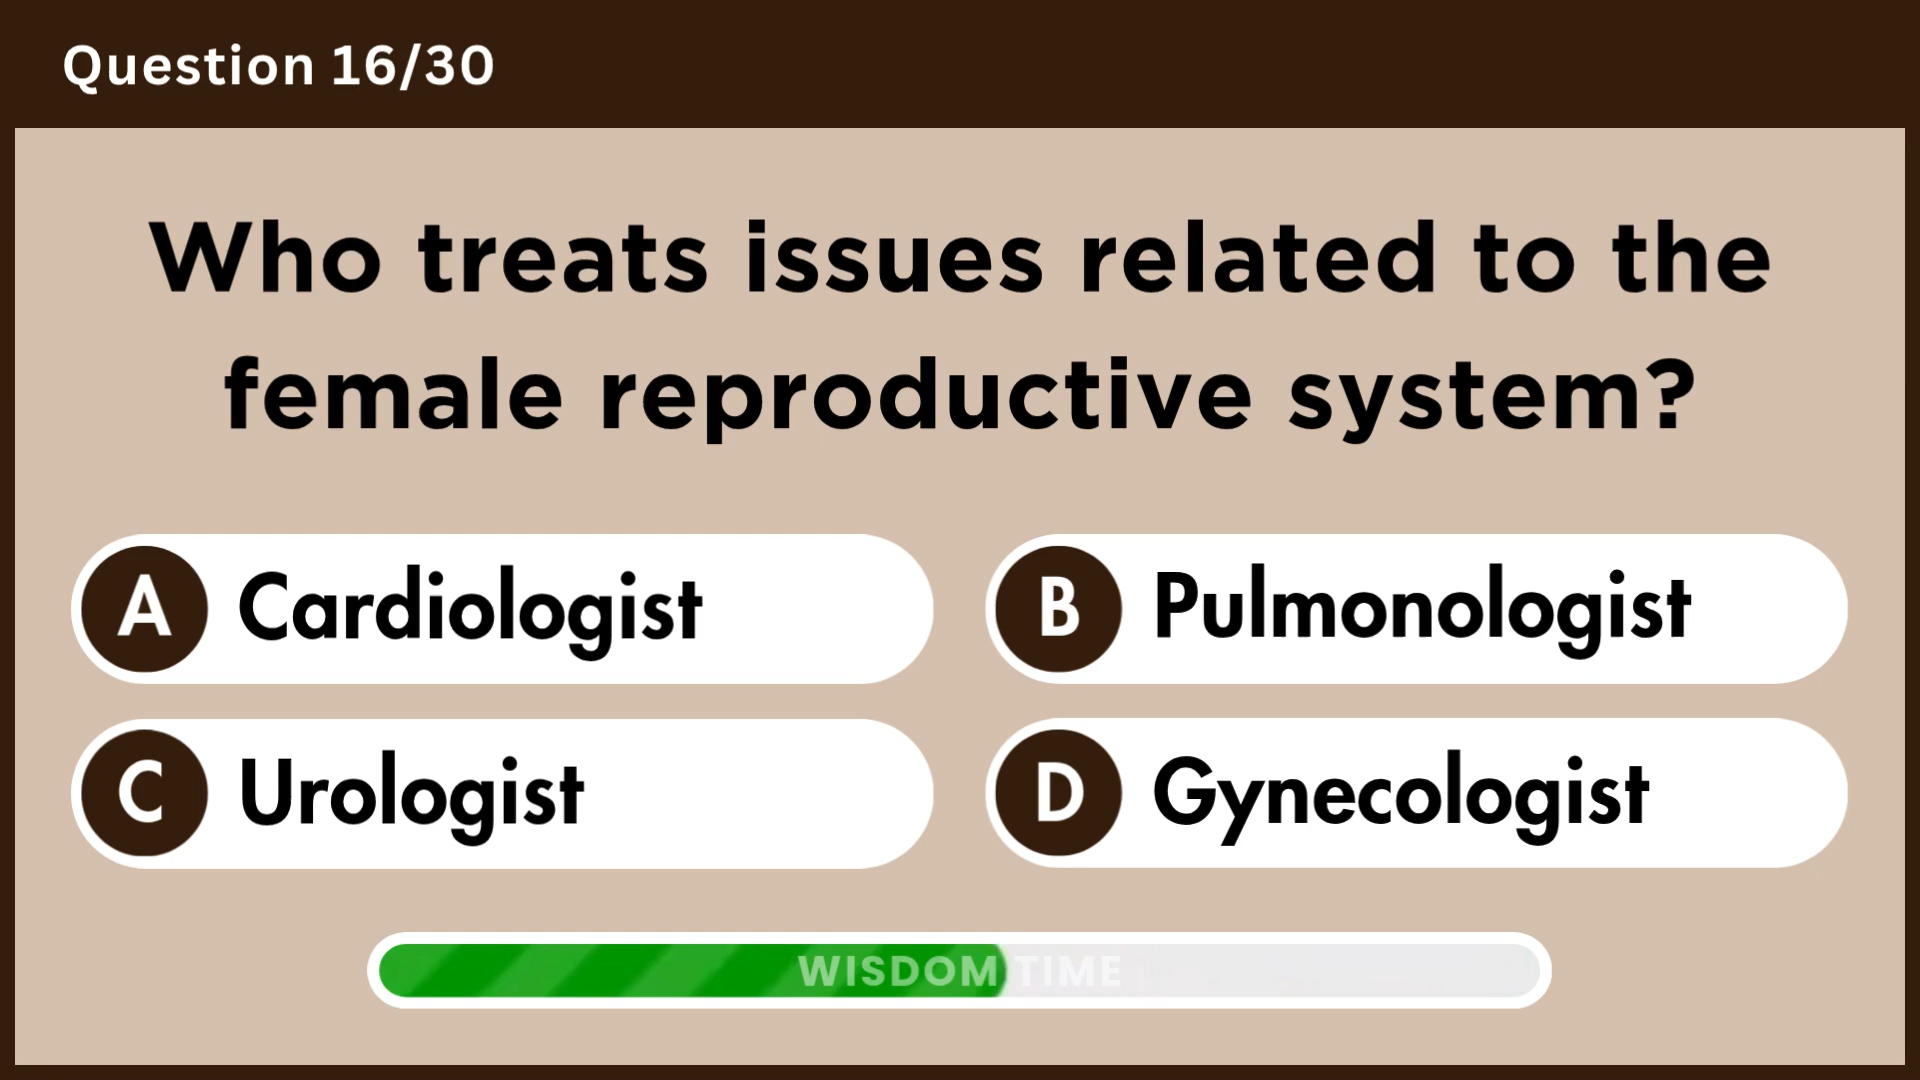 Question 16/30
Who treats issues related to the
female reproductive system?
A Cardiologist
B Pulmonologist
C Urologist
D Gynecologist
WISDOM TIME